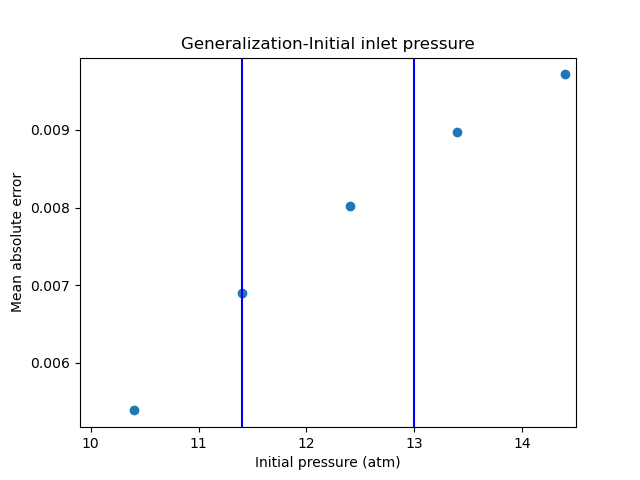 Generalization-Initial inlet pressure
Mean absolute error
0.009
0.008
0.007
0.006
10 11 12 13 14
Initial pressure (atm)